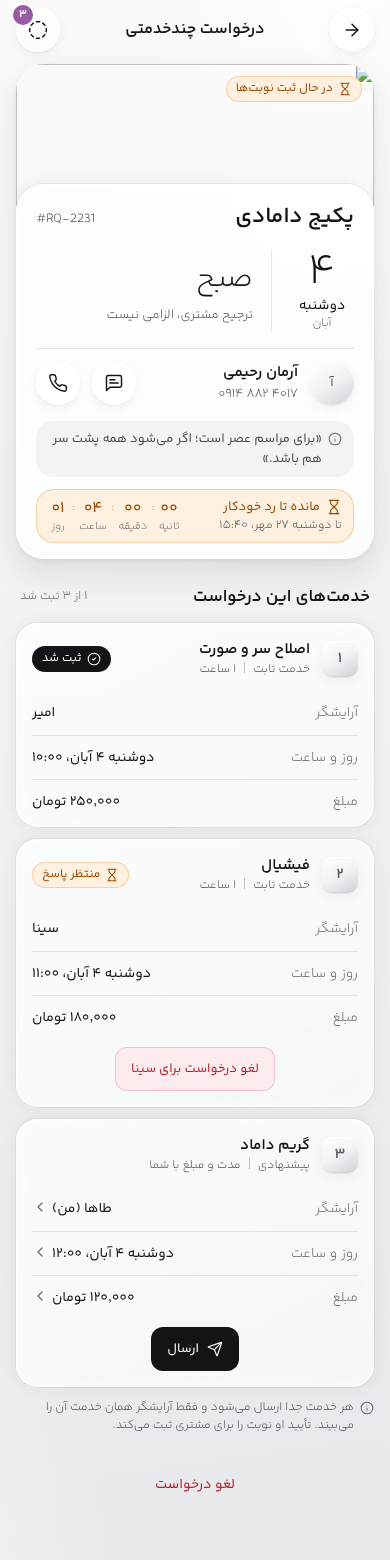 درخواست چندخدمتی
۳
در حال ثبت نوبت‌ها
پکیج دامادی
#RQ-2231
۴
دوشنبه
آبان
صبح
ترجیح مشتری، الزامی نیست
آ
آرمان رحیمی
۰۹۱۴ ۸۸۲ ۴۰۱۷
«برای مراسم عصر است؛ اگر می‌شود همه پشت سر
هم باشد.»
مانده تا رد خودکار
تا دوشنبه ۲۷ مهر، ۱۵:۴۰
۰۱ : ۰۴ : ۰۰ : ۰۰
روز ساعت دقیقه ثانیه
خدمت‌های این درخواست
۱ از ۳ ثبت شد
۱
اصلاح سر و صورت
خدمت ثابت | ۱ ساعت
ثبت شد
آرایشگر امیر
روز و ساعت دوشنبه ۴ آبان، ۱۰:۰۰
مبلغ ۲۵۰,۰۰۰ تومان
۲
فیشیال
خدمت ثابت | ۱ ساعت
منتظر پاسخ
آرایشگر سینا
روز و ساعت دوشنبه ۴ آبان، ۱۱:۰۰
مبلغ ۱۸۰,۰۰۰ تومان
لغو درخواست برای سینا
۳
گریم داماد
پیشنهادی | مدت و مبلغ با شما
آرایشگر طاها (من)
روز و ساعت دوشنبه ۴ آبان، ۱۲:۰۰
مبلغ ۱۲۰,۰۰۰ تومان
ارسال
هر خدمت جدا ارسال می‌شود و فقط آرایشگر همان خدمت آن را
می‌بیند. تأیید او نوبت را برای مشتری ثبت می‌کند.
لغو درخواست